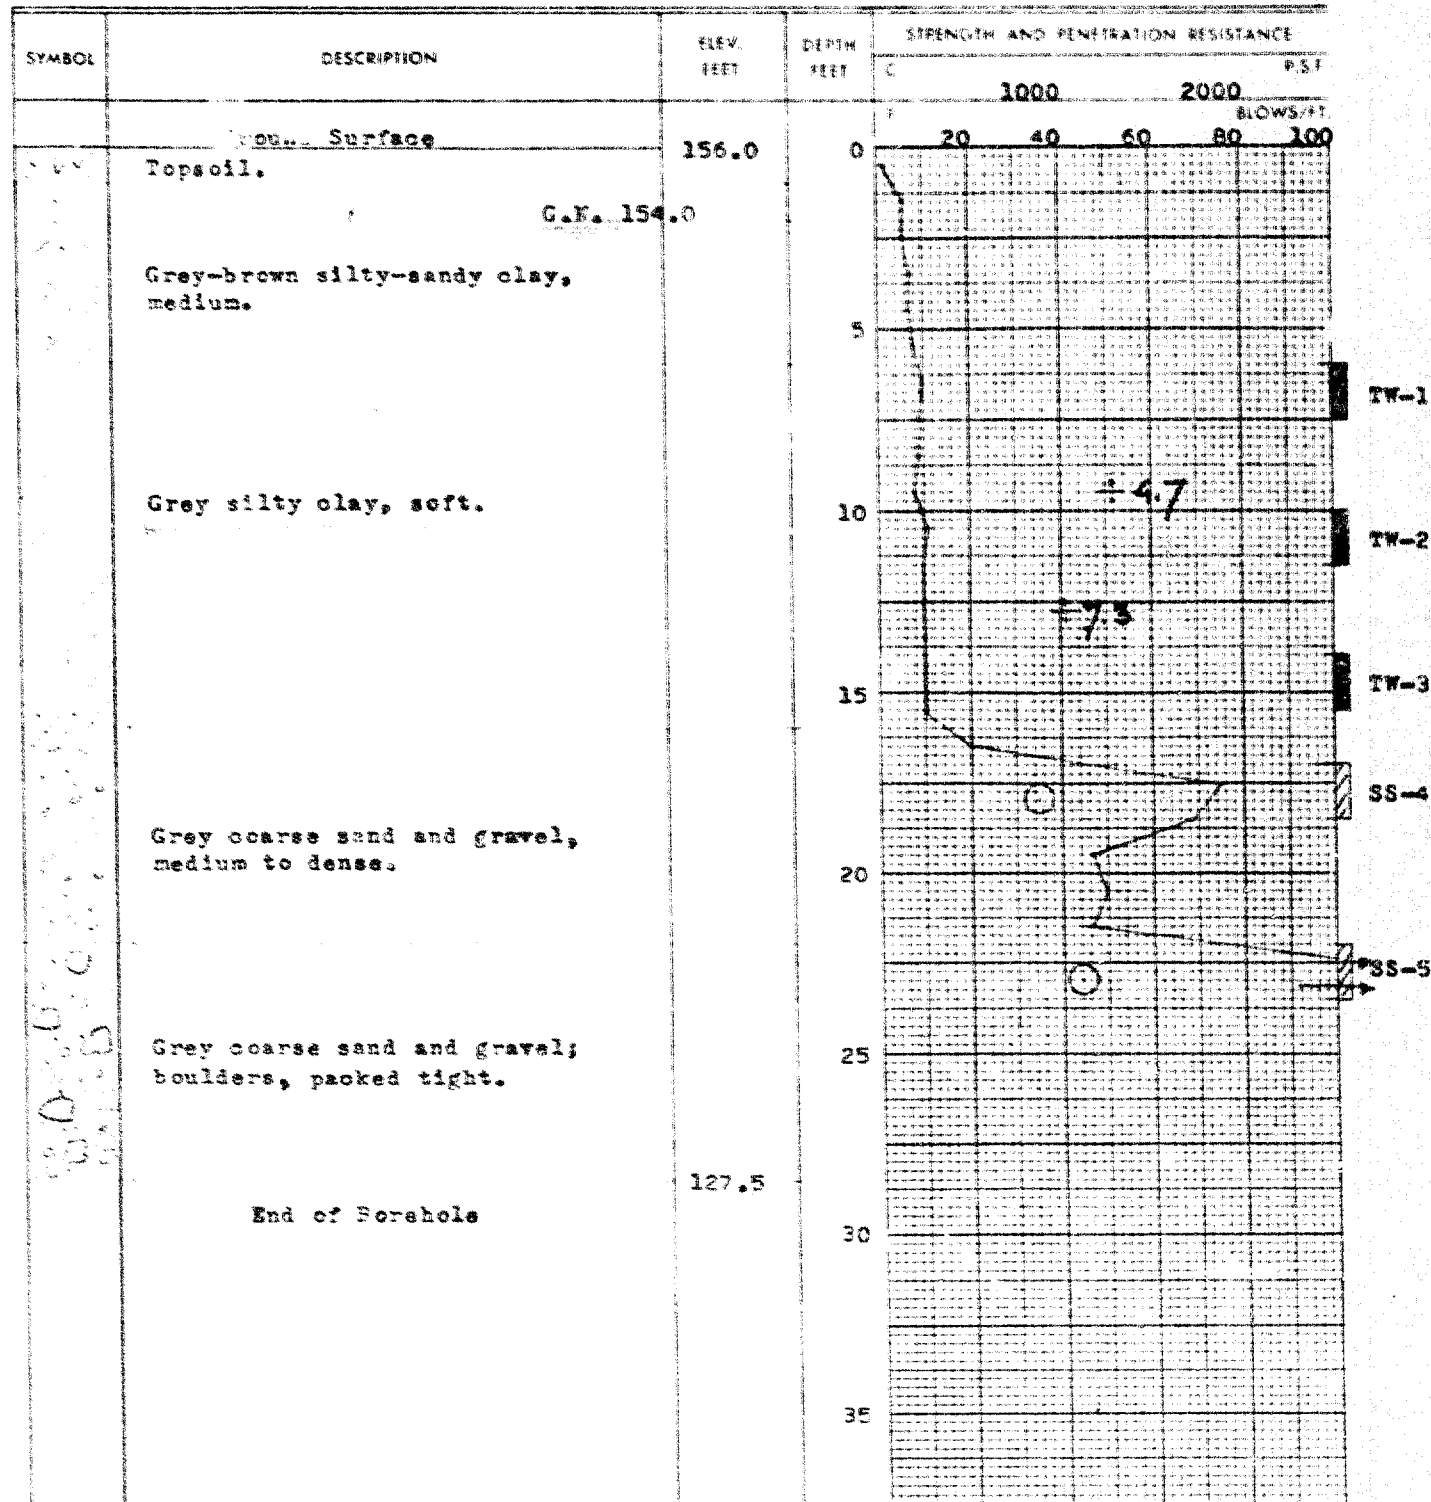 SYMBOL
DESCRIPTION
ELEV. FEET
DEPTH FEET
STRENGTH AND PENETRATION RESISTANCE
C P.S.F
1000 2000
BLOWS/FT.
20 40 60 80 100
Surface
156.0
0
Topsoil.
154.0
Grey-brown silty-sandy clay,
medium.
5
TW-1
4.7
Grey silty clay, soft.
10
TW-2
7.3
15
TW-3
SS-4
Grey coarse sand and gravel,
medium to dense.
20
SS-5
Grey coarse sand and gravel;
boulders, packed tight.
25
127.5
End of Borehole
30
35